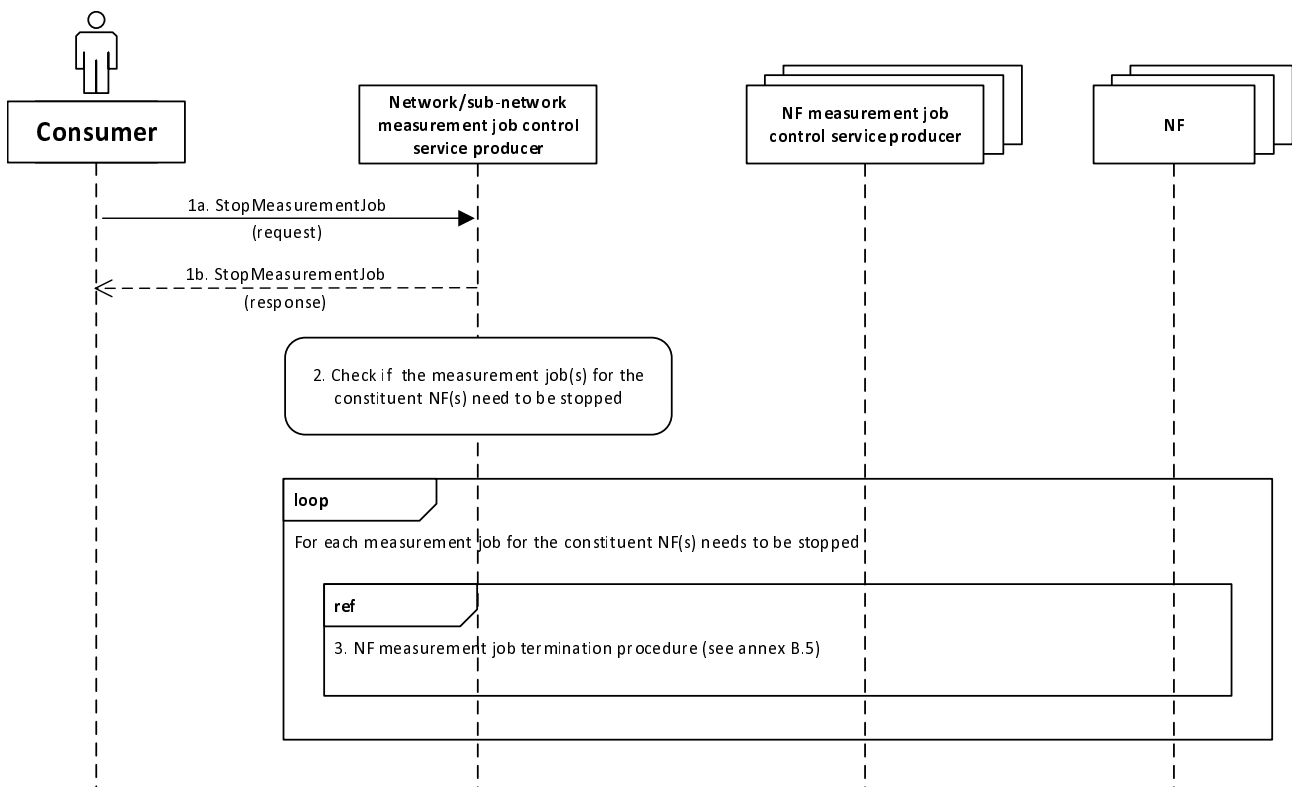 Consumer
Network/sub-network
measurement job control
service producer
NF measurement job
control service producer
NF
1a. StopMeasurementJob
(request)
1b. StopMeasurementJob
(response)
2. Check if the measurement job(s) for the
constituent NF(s) need to be stopped
loop
For each measurement job for the constituent NF(s) needs to be stopped
ref
3. NF measurement job termination procedure (see annex B.5)